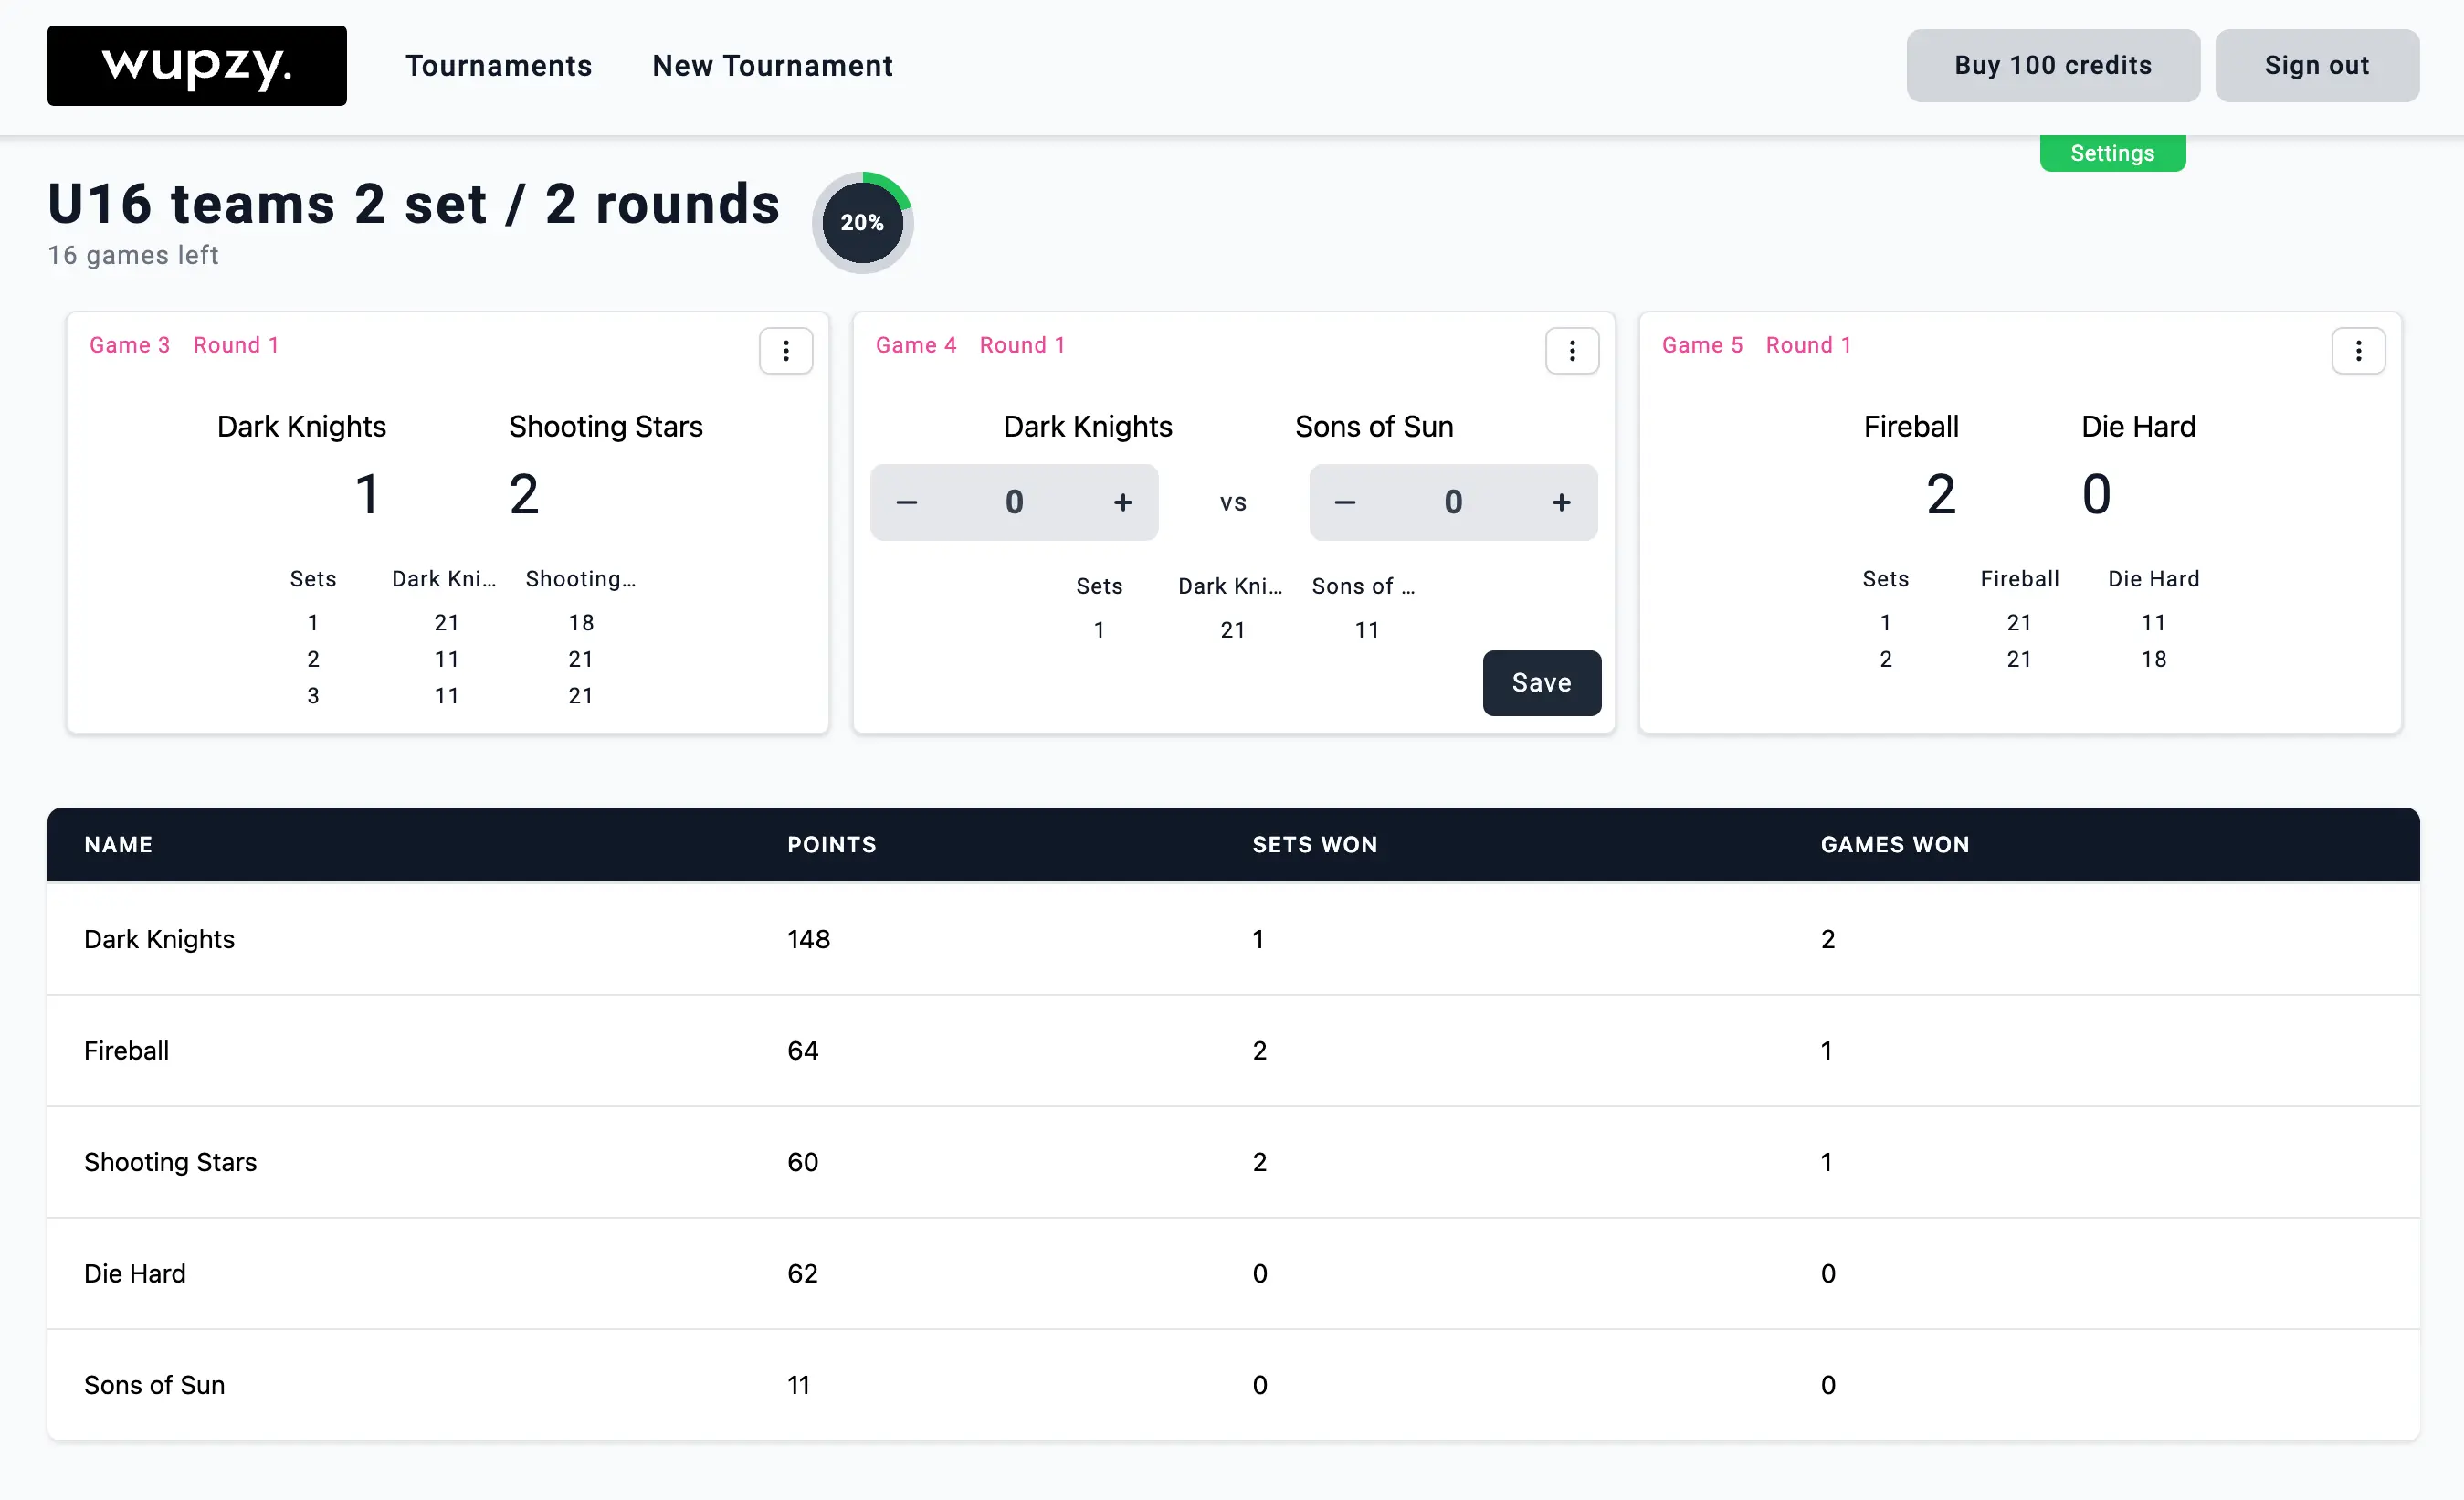 wupzy. Tournaments New Tournament Buy 100 credits Sign out
Settings
U16 teams 2 set / 2 rounds
20%
16 games left
Game 3 Round 1
Dark Knights Shooting Stars
1 2
Sets Dark Kni... Shooting...
1 21 18
2 11 21
3 11 21
Game 4 Round 1
Dark Knights Sons of Sun
− 0 + vs − 0 +
Sets Dark Kni... Sons of ...
1 21 11
Save
Game 5 Round 1
Fireball Die Hard
2 0
Sets Fireball Die Hard
1 21 11
2 21 18
NAME POINTS SETS WON GAMES WON
Dark Knights 148 1 2
Fireball 64 2 1
Shooting Stars 60 2 1
Die Hard 62 0 0
Sons of Sun 11 0 0